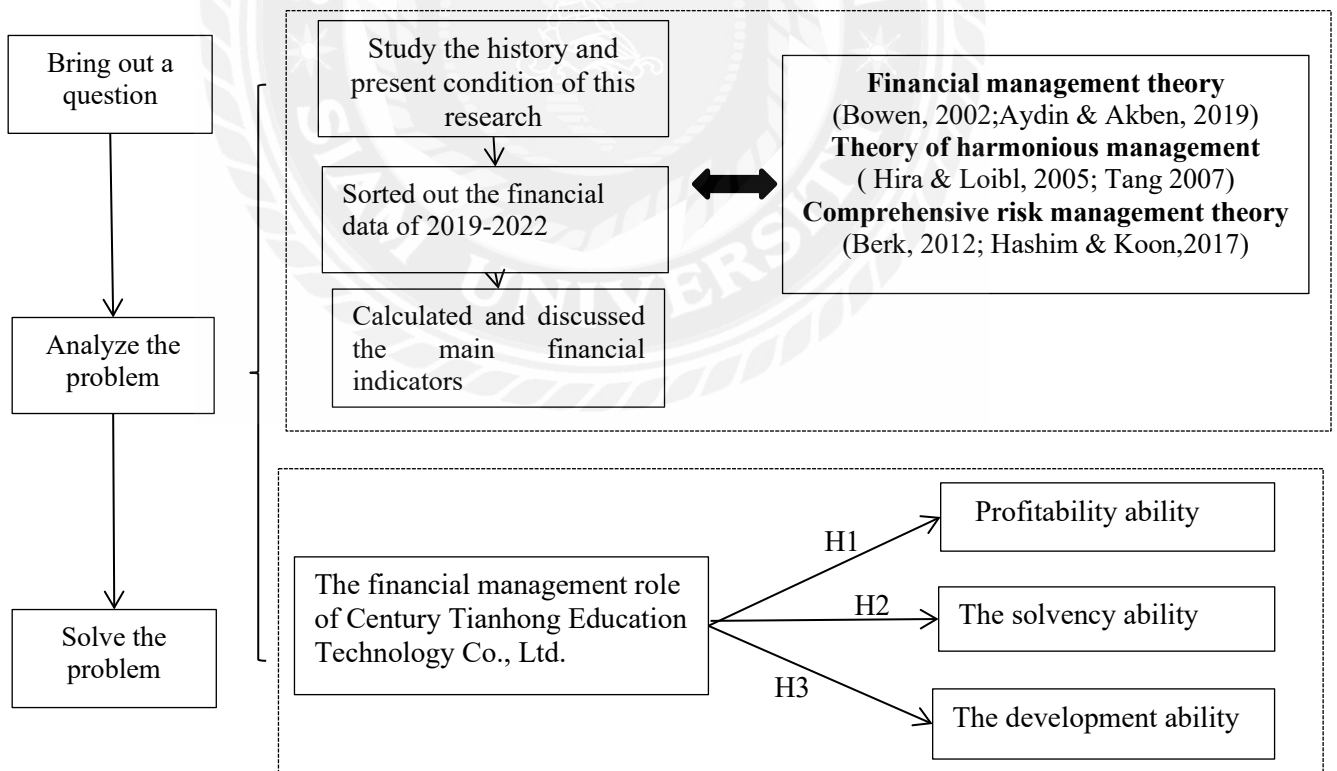 Bring out a
question
Analyze the
problem
Solve the
problem
Study the history and
present condition of this
research
Sorted out the financial
data of 2019-2022
Calculated and discussed
the main financial
indicators
Financial management theory
(Bowen, 2002;Aydin & Akben, 2019)
Theory of harmonious management
( Hira & Loibl, 2005; Tang 2007)
Comprehensive risk management theory
(Berk, 2012; Hashim & Koon,2017)
The financial management role
of Century Tianhong Education
Technology Co., Ltd.
H1
H2
H3
Profitability ability
The solvency ability
The development ability
SIAM UNIVERSITY